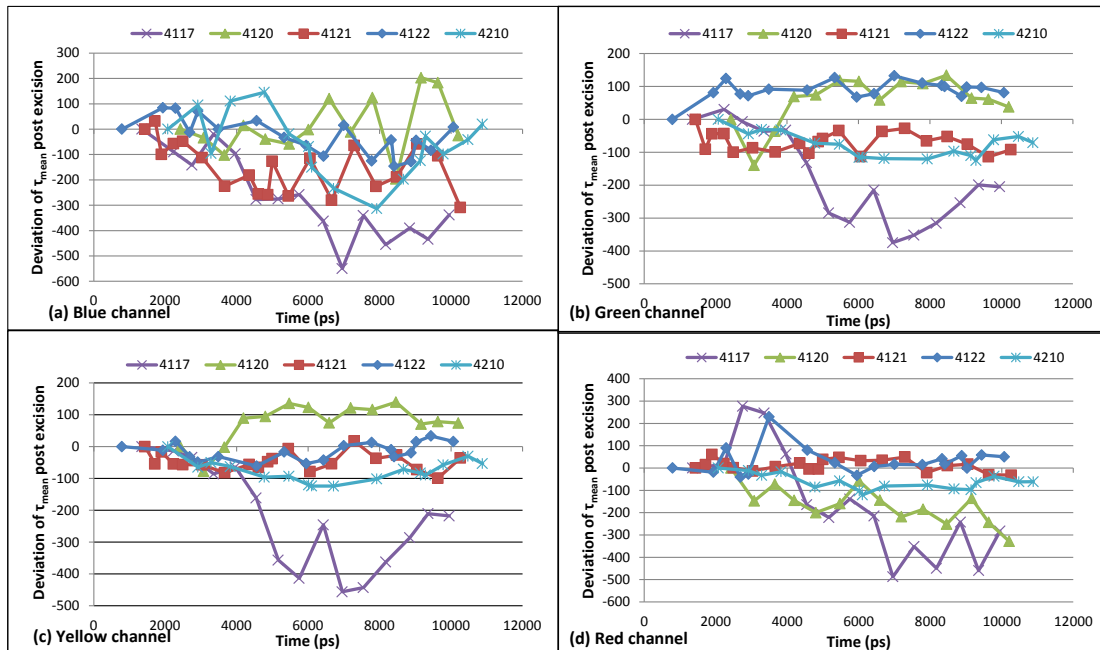 4117 4120 4121 4122 4210
300
200
100
0
-100
-200
-300
-400
-500
-600
Deviation of τmean post excision
0 2000 4000 6000 8000 10000 12000
Time (ps)
(a) Blue channel
4117 4120 4121 4122 4210
200
100
0
-100
-200
-300
-400
-500
Deviation of τmean post excision
0 2000 4000 6000 8000 10000 12000
Time (ps)
(b) Green channel
4117 4120 4121 4122 4210
200
100
0
-100
-200
-300
-400
-500
Deviation of τmean post excision
0 2000 4000 6000 8000 10000 12000
Time (ps)
(c) Yellow channel
4117 4120 4121 4122 4210
400
300
200
100
0
-100
-200
-300
-400
-500
-600
Deviation of τmean post excision
0 2000 4000 6000 8000 10000 12000
Time (ps)
(d) Red channel